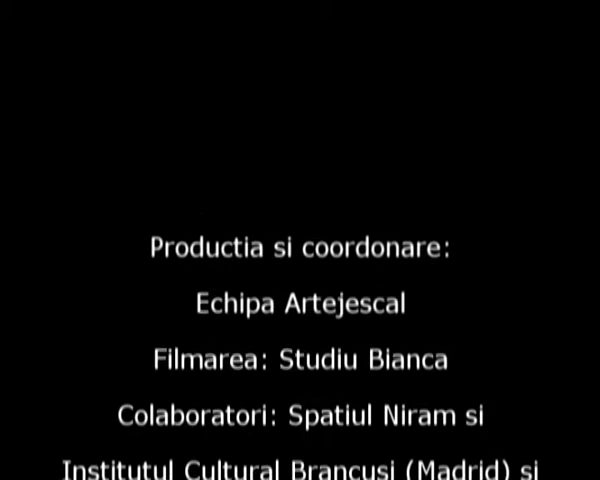 Productia si coordonare:
Echipa Artejescal
Filmarea: Studiu Bianca
Colaboratori: Spatiul Niram si
Institutul Cultural Brancusi (Madrid) si